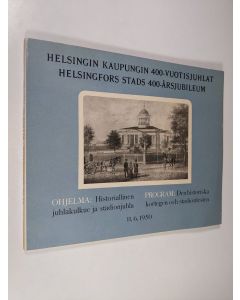 HELSINGIN KAUPUNGIN 400-VUOTISJUHLAT
HELSINGFORS STADS 400-ÅRSJUBILEUM
OHJELMA: Historiallinen
juhlakulkue ja stadionjuhla
PROGRAM: Den historiska
kortegen och stadionfesten
11.6.1950